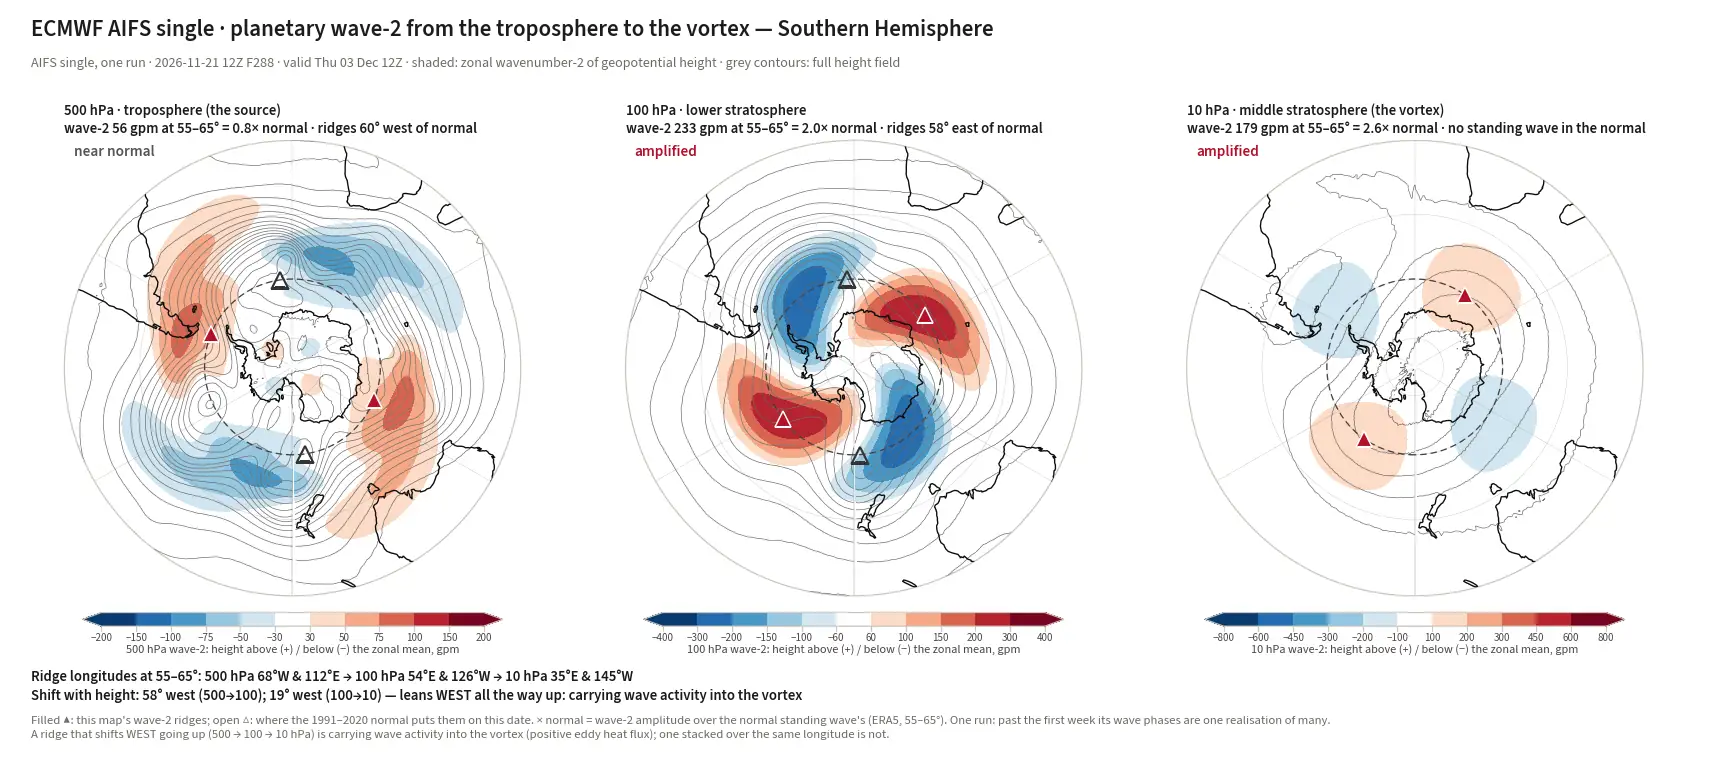 ECMWF AIFS single · planetary wave-2 from the troposphere to the vortex — Southern Hemisphere
AIFS single, one run · 2026-11-21 12Z F288 · valid Thu 03 Dec 12Z · shaded: zonal wavenumber-2 of geopotential height · grey contours: full height field
500 hPa · troposphere (the source)
wave-2 56 gpm at 55–65° = 0.8× normal · ridges 60° west of normal
near normal
100 hPa · lower stratosphere
wave-2 233 gpm at 55–65° = 2.0× normal · ridges 58° east of normal
amplified
10 hPa · middle stratosphere (the vortex)
wave-2 179 gpm at 55–65° = 2.6× normal · no standing wave in the normal
amplified
−200 −150 −100 −75 −50 −30 30 50 75 100 150 200
500 hPa wave-2: height above (+) / below (−) the zonal mean, gpm
−400 −300 −200 −150 −100 −60 60 100 150 200 300 400
100 hPa wave-2: height above (+) / below (−) the zonal mean, gpm
−800 −600 −450 −300 −200 −100 100 200 300 450 600 800
10 hPa wave-2: height above (+) / below (−) the zonal mean, gpm
Ridge longitudes at 55–65°: 500 hPa 68°W & 112°E → 100 hPa 54°E & 126°W → 10 hPa 35°E & 145°W
Shift with height: 58° west (500→100); 19° west (100→10) — leans WEST all the way up: carrying wave activity into the vortex
Filled ▲: this map's wave-2 ridges; open △: where the 1991–2020 normal puts them on this date. × normal = wave-2 amplitude over the normal standing wave's (ERA5, 55–65°). One run: past the first week its wave phases are one realisation of many.
A ridge that shifts WEST going up (500 → 100 → 10 hPa) is carrying wave activity into the vortex (positive eddy heat flux); one stacked over the same longitude is not.